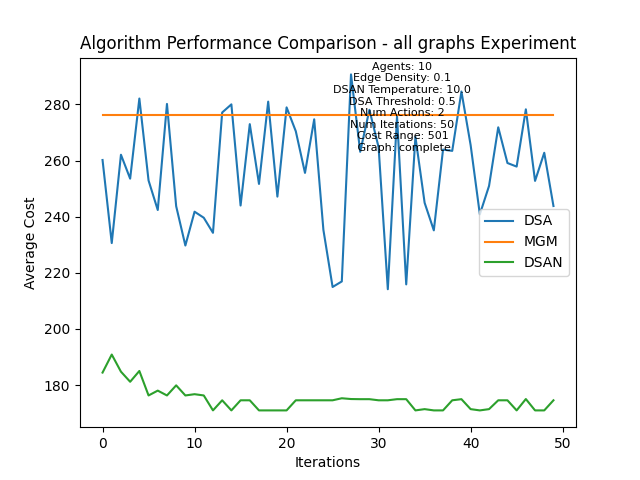 Algorithm Performance Comparison - all graphs Experiment
Agents: 10
Edge Density: 0.1
DSAN Temperature: 10.0
DSA Threshold: 0.5
Num Actions: 2
Num Iterations: 50
Cost Range: 501
Graph: complete
280
260
240
220
200
180
Average Cost
DSA
MGM
DSAN
0
10
20
30
40
50
Iterations